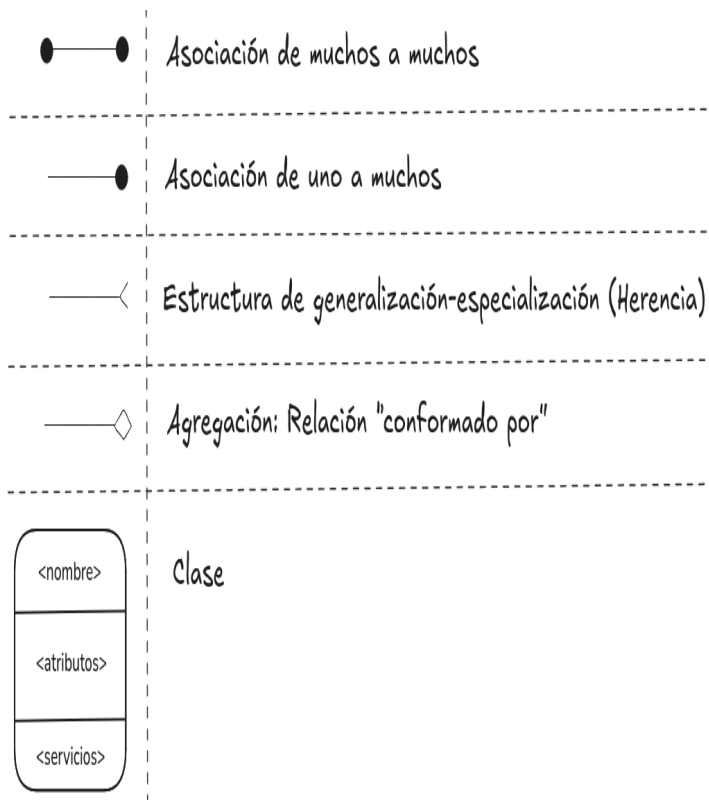 Asociación de muchos a muchos
Asociación de uno a muchos
Estructura de generalización-especialización (Herencia)
Agregación: Relación "conformado por"
Clase
<nombre>
<atributos>
<servicios>